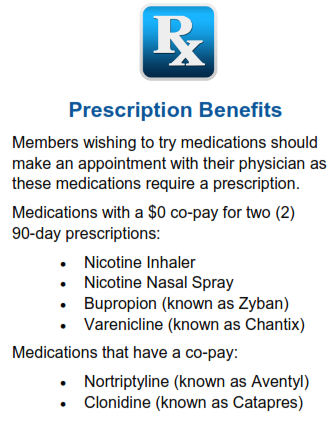 Rx
Prescription Benefits
Members wishing to try medications should
make an appointment with their physician as
these medications require a prescription.
Medications with a $0 co-pay for two (2)
90-day prescriptions:
• Nicotine Inhaler
• Nicotine Nasal Spray
• Bupropion (known as Zyban)
• Varenicline (known as Chantix)
Medications that have a co-pay:
• Nortriptyline (known as Aventyl)
• Clonidine (known as Catapres)